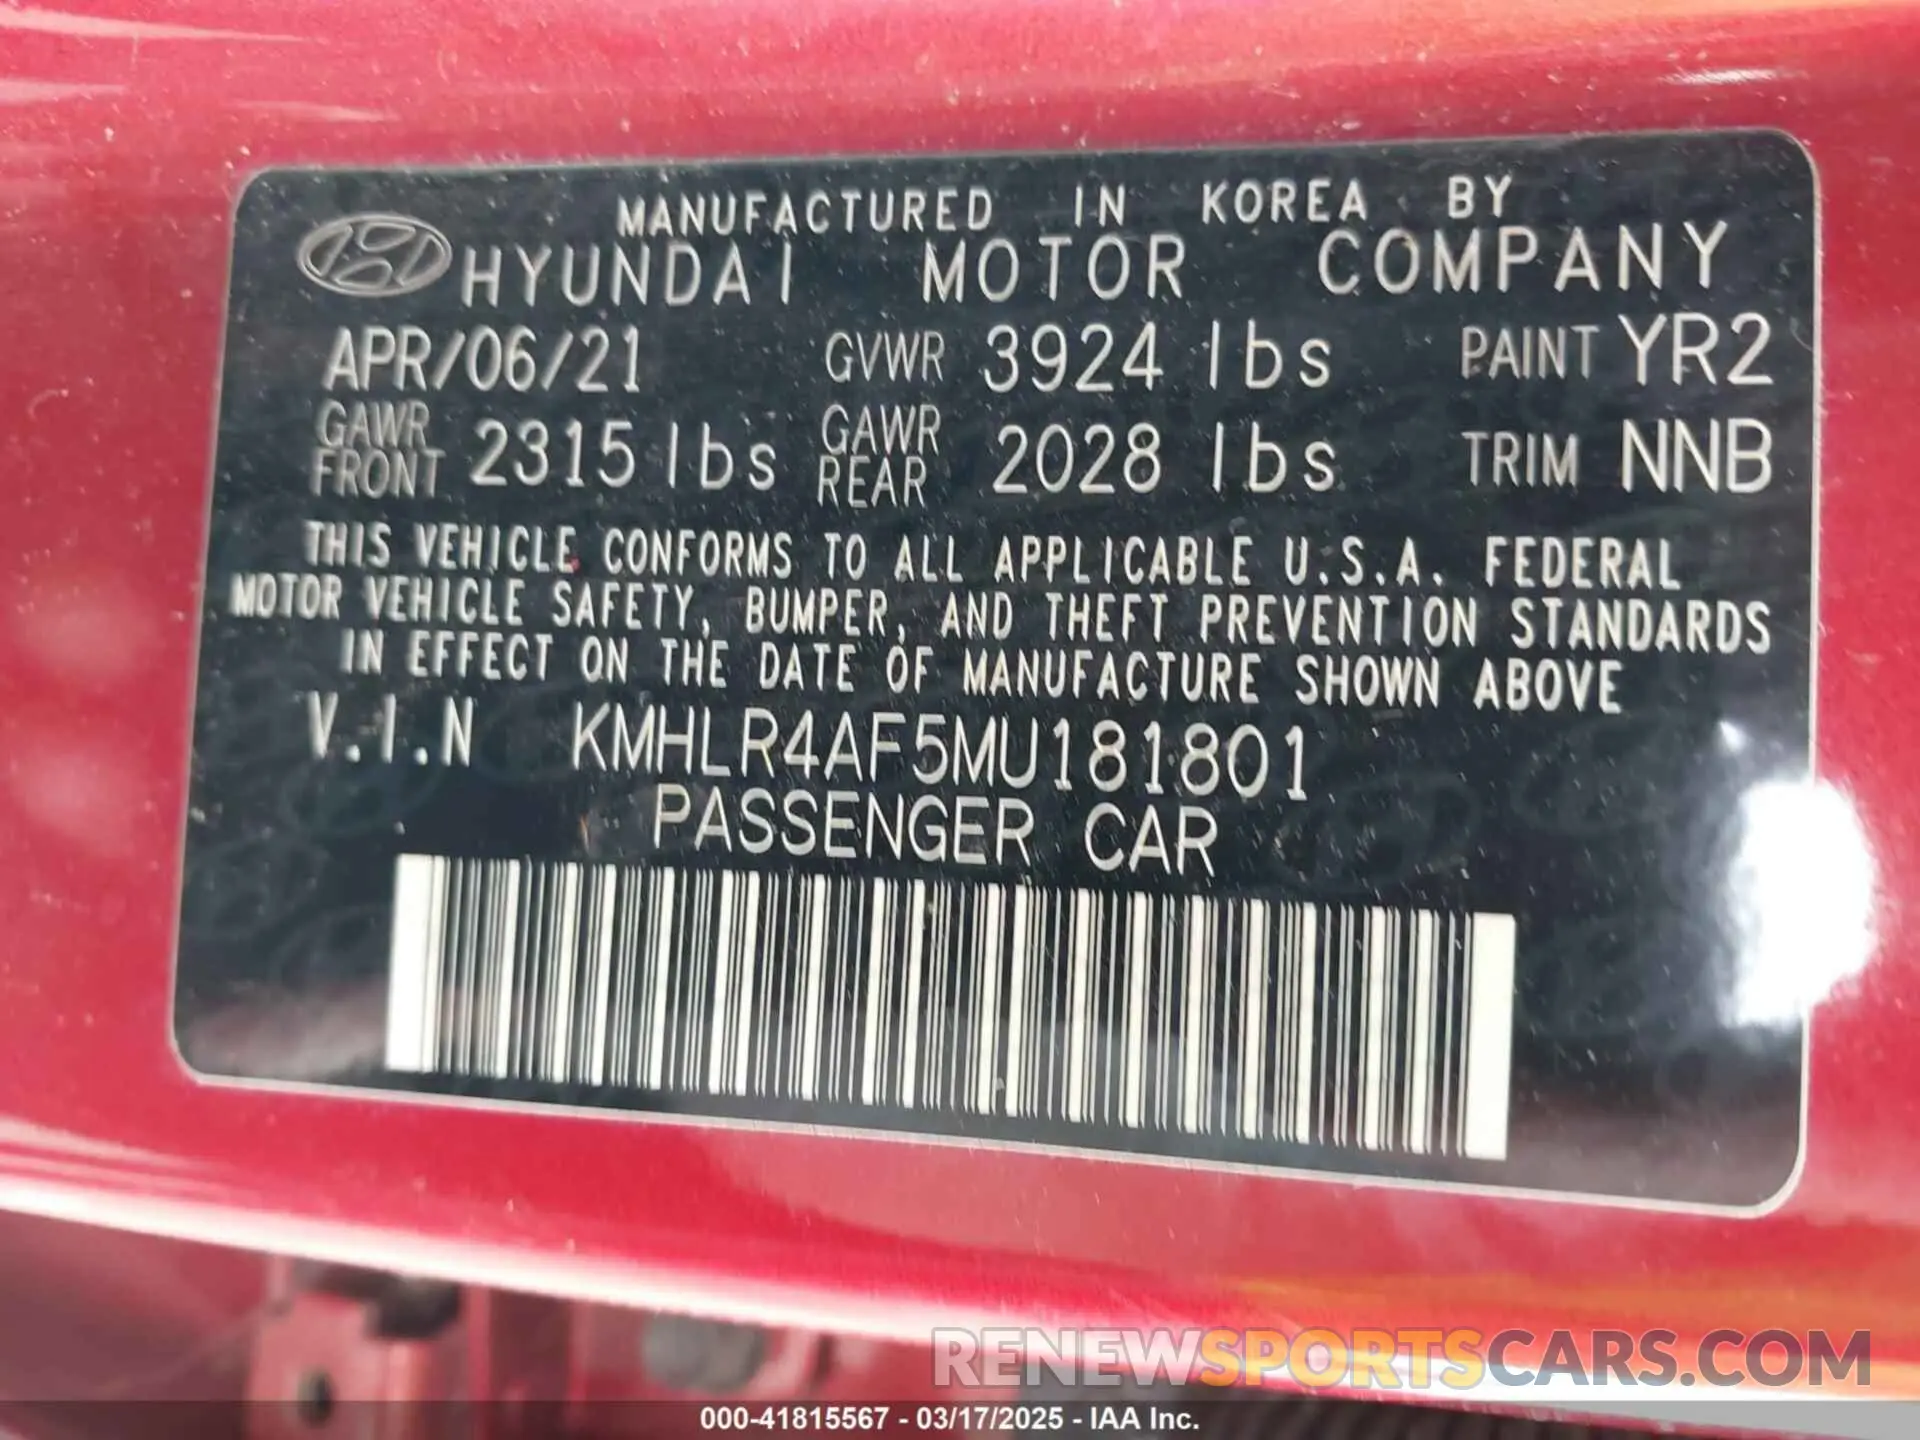 MANUFACTURED IN KOREA BY
HYUNDAI MOTOR COMPANY
APR/06/21 GVWR 3924 lbs PAINT YR2
GAWR FRONT 2315 lbs GAWR REAR 2028 lbs TRIM NNB
THIS VEHICLE CONFORMS TO ALL APPLICABLE U.S.A. FEDERAL
MOTOR VEHICLE SAFETY, BUMPER, AND THEFT PREVENTION STANDARDS
IN EFFECT ON THE DATE OF MANUFACTURE SHOWN ABOVE
V.I.N KMHLR4AF5MU181801
PASSENGER CAR
RENEWSPORTSCARS.COM
000-41815567 - 03/17/2025 - IAA Inc.